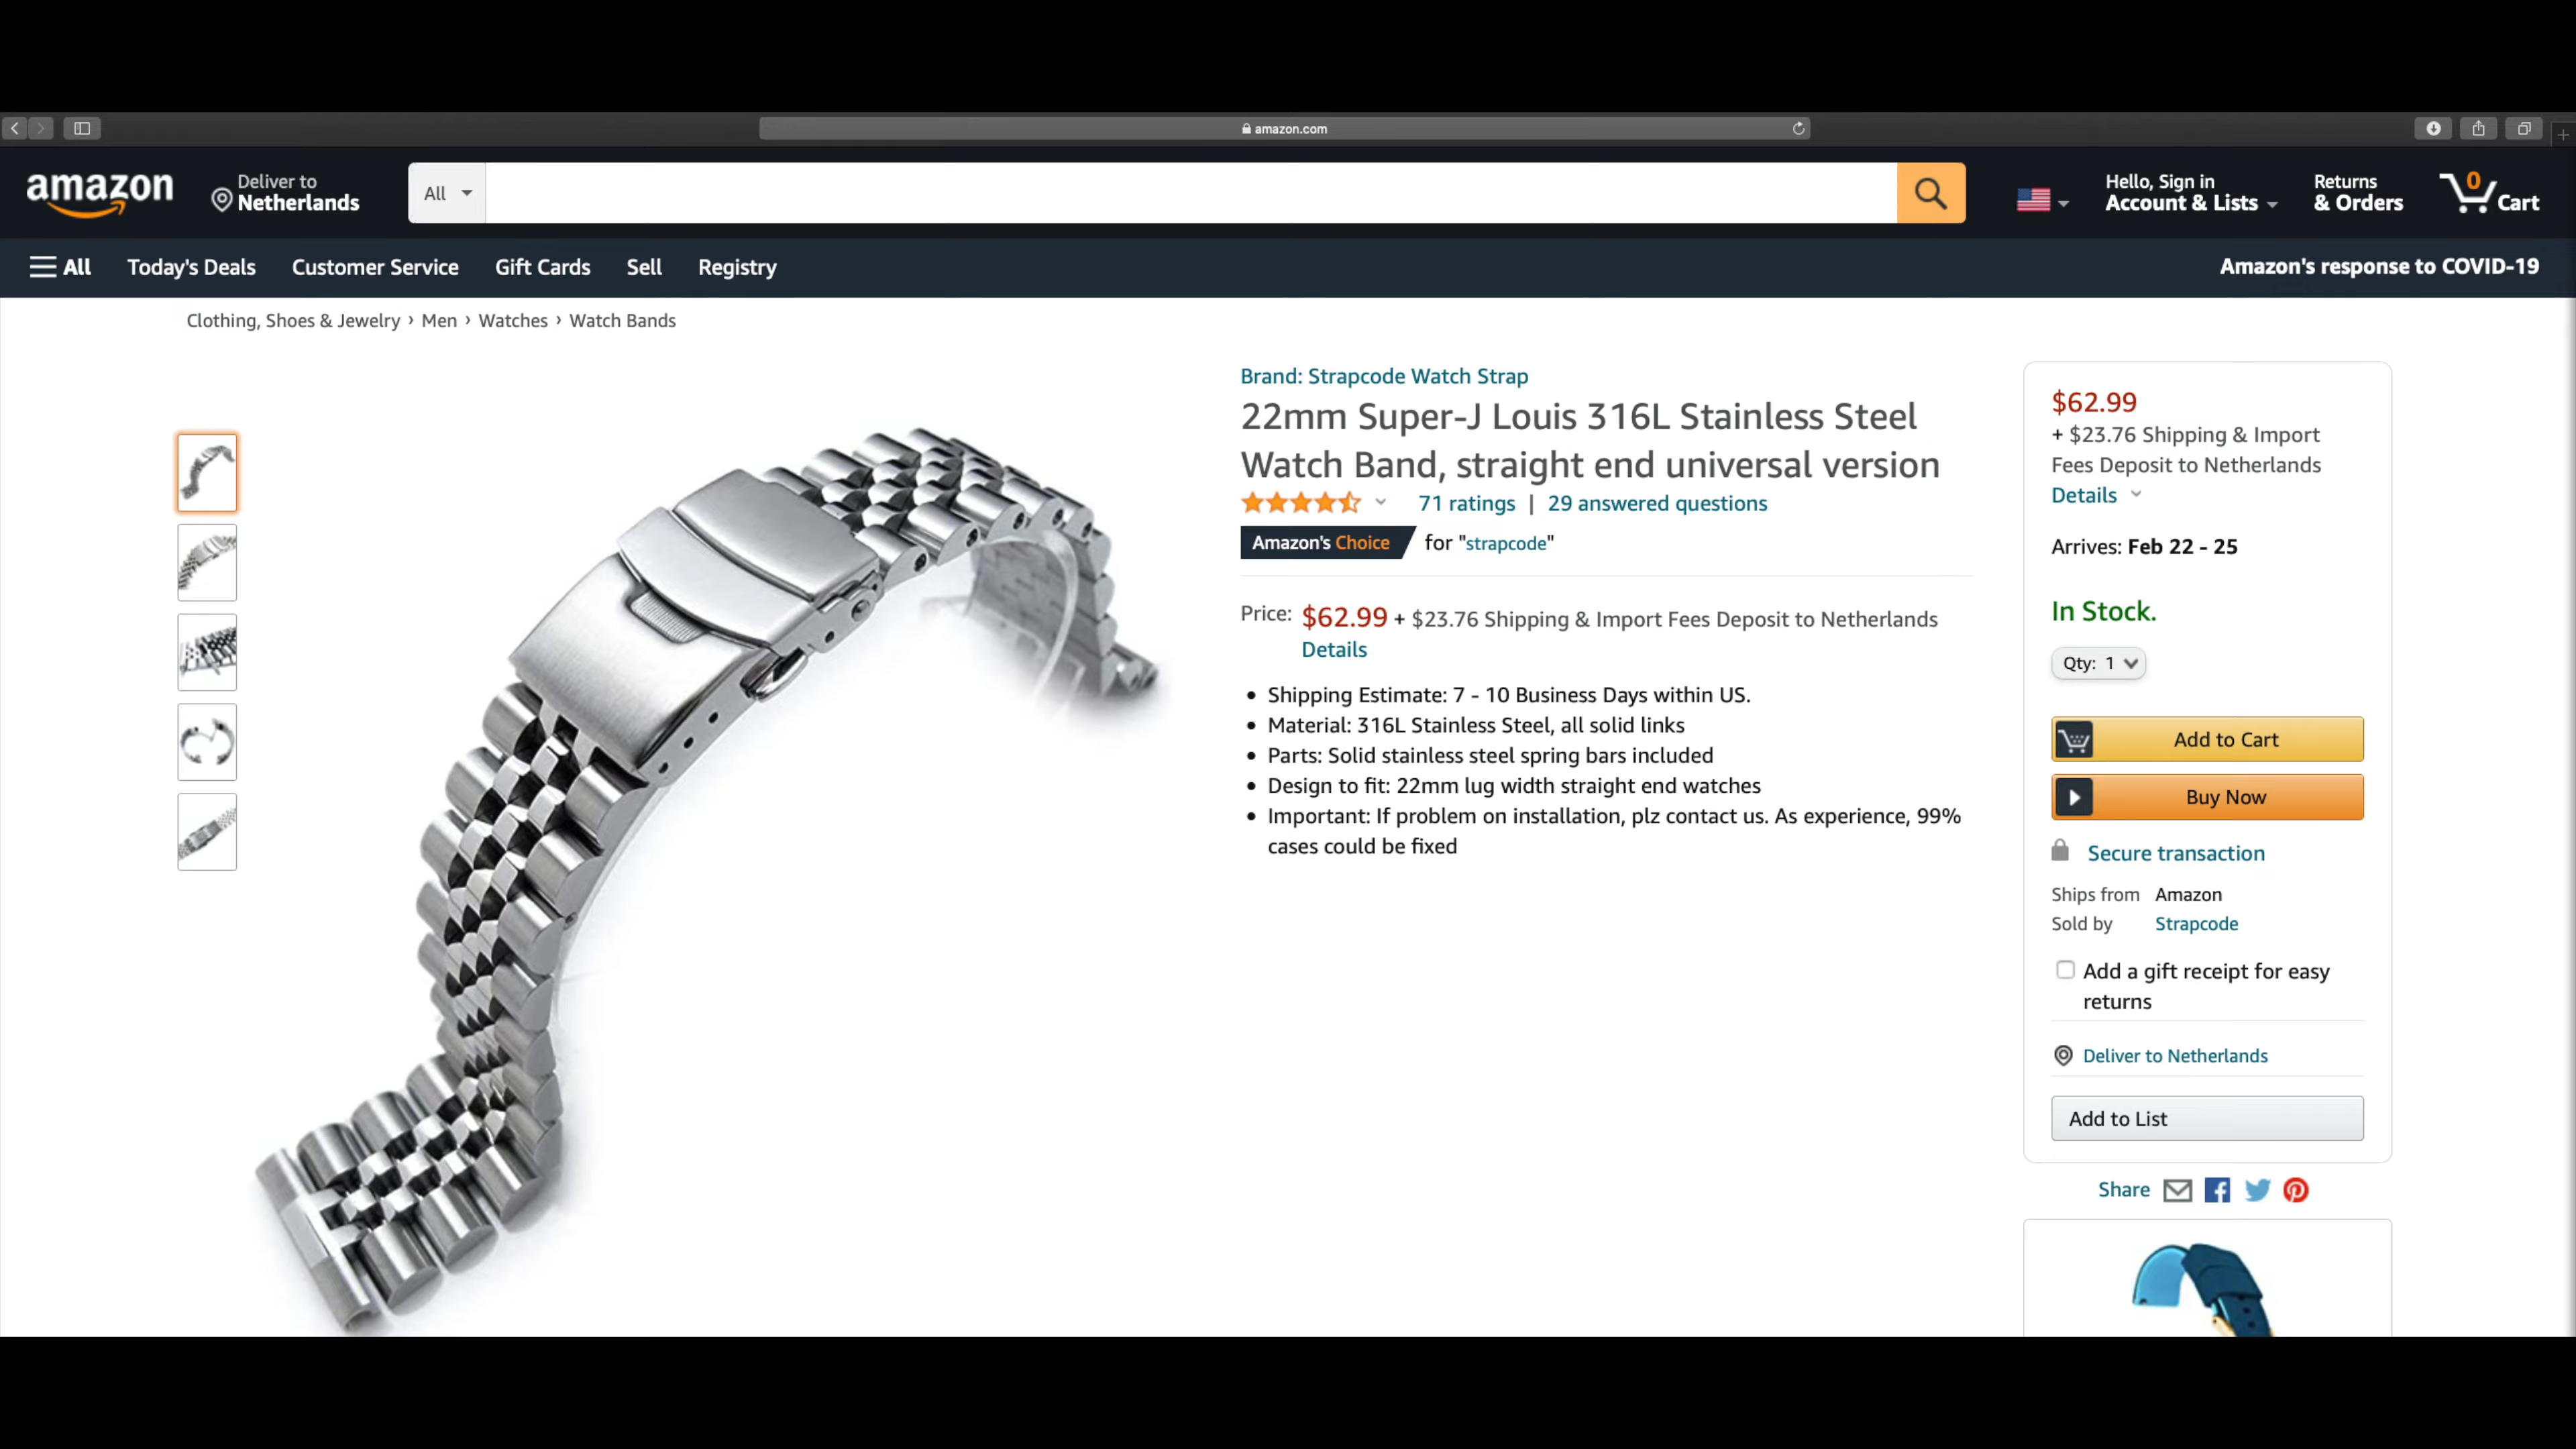 amazon.com
amazon
Deliver to
Netherlands
All
Hello, Sign in
Account & Lists
Returns
& Orders
0
Cart
All
Today's Deals
Customer Service
Gift Cards
Sell
Registry
Amazon's response to COVID-19
Clothing, Shoes & Jewelry › Men › Watches › Watch Bands
Brand: Strapcode Watch Strap
22mm Super-J Louis 316L Stainless Steel
Watch Band, straight end universal version
71 ratings | 29 answered questions
Amazon's Choice for "strapcode"
Price: $62.99 + $23.76 Shipping & Import Fees Deposit to Netherlands
Details
• Shipping Estimate: 7 - 10 Business Days within US.
• Material: 316L Stainless Steel, all solid links
• Parts: Solid stainless steel spring bars included
• Design to fit: 22mm lug width straight end watches
• Important: If problem on installation, plz contact us. As experience, 99%
cases could be fixed
$62.99
+ $23.76 Shipping & Import
Fees Deposit to Netherlands
Details
Arrives: Feb 22 - 25
In Stock.
Qty: 1
Add to Cart
Buy Now
Secure transaction
Ships from Amazon
Sold by Strapcode
Add a gift receipt for easy
returns
Deliver to Netherlands
Add to List
Share